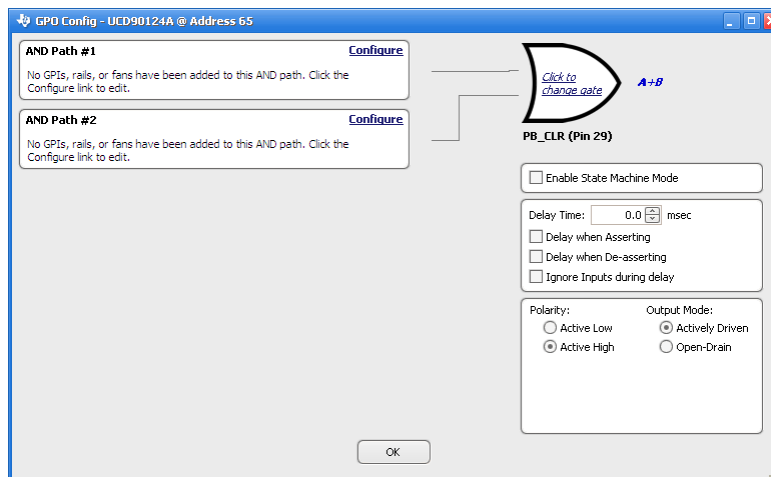 GPO Config - UCD90124A @ Address 65
AND Path #1 Configure
No GPIs, rails, or fans have been added to this AND path. Click the
Configure link to edit.
AND Path #2 Configure
No GPIs, rails, or fans have been added to this AND path. Click the
Configure link to edit.
Click to
change gate
A+B
PB_CLR (Pin 29)
Enable State Machine Mode
Delay Time: 0.0 msec
Delay when Asserting
Delay when De-asserting
Ignore Inputs during delay
Polarity: Output Mode:
Active Low Actively Driven
Active High Open-Drain
OK